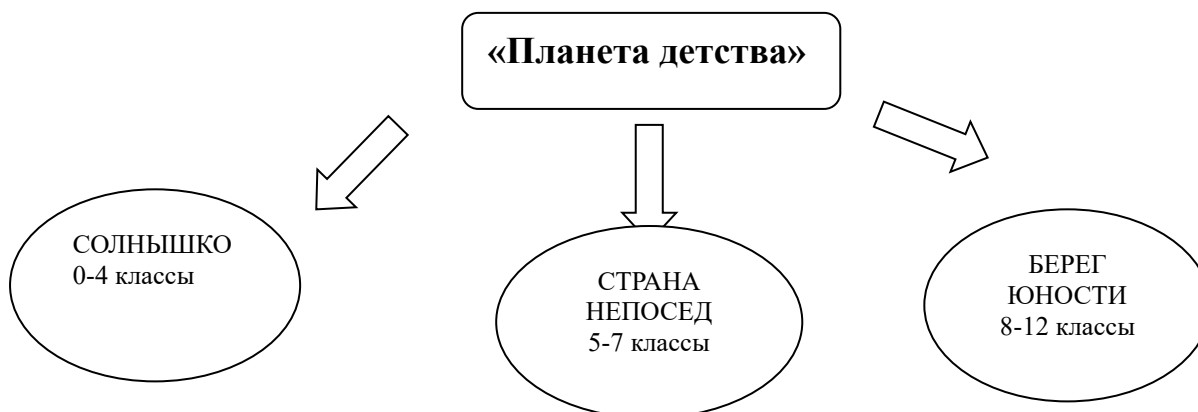 «Планета детства»
СОЛНЫШКО
0-4 классы
СТРАНА
НЕПОСЕД
5-7 классы
БЕРЕГ
ЮНОСТИ
8-12 классы